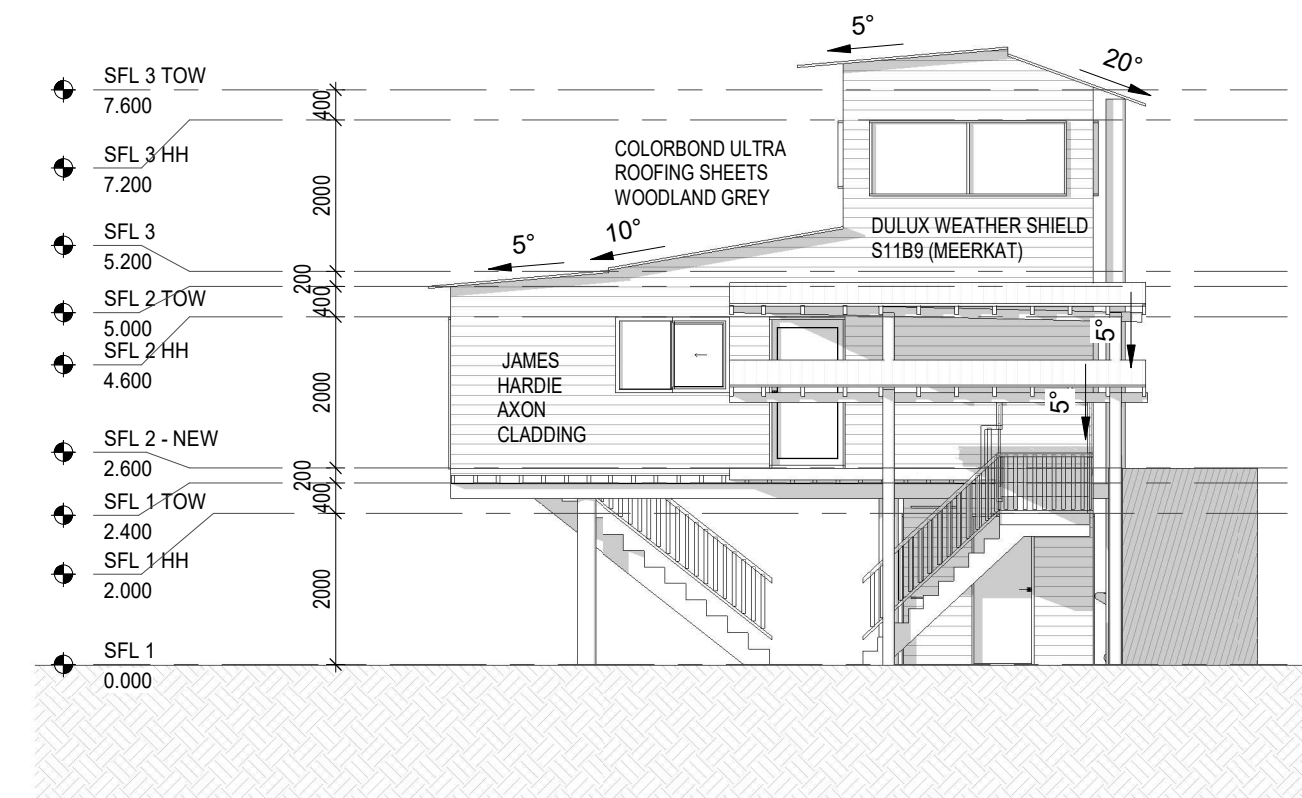 SFL 3 TOW
7.600
SFL 3 HH
7.200
SFL 3
5.200
SFL 2 TOW
5.000
SFL 2 HH
4.600
SFL 2 - NEW
2.600
SFL 1 TOW
2.400
SFL 1 HH
2.000
SFL 1
0.000
400
2000
200
400
2000
200
400
2000
5°
20°
COLORBOND ULTRA
ROOFING SHEETS
WOODLAND GREY
5°
10°
DULUX WEATHER SHIELD
S11B9 (MEERKAT)
JAMES
HARDIE
AXON
CLADDING
5°
5°